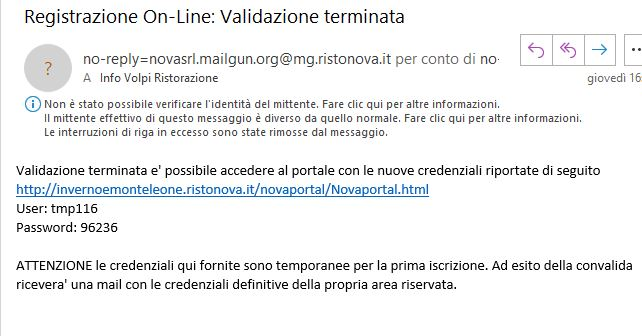 Registrazione On-Line: Validazione terminata
?
no-reply=novasrl.mailgun.org@mg.ristonova.it per conto di no-
A Info Volpi Ristorazione
giovedì 16
Non è stato possibile verificare l'identità del mittente. Fare clic qui per altre informazioni.
Il mittente effettivo di questo messaggio è diverso da quello normale. Fare clic qui per altre informazioni.
Le interruzioni di riga in eccesso sono state rimosse dal messaggio.
Validazione terminata e' possibile accedere al portale con le nuove credenziali riportate di seguito
http://invernoemonteleone.ristonova.it/novaportal/Novaportal.html
User: tmp116
Password: 96236
ATTENZIONE le credenziali qui fornite sono temporanee per la prima iscrizione. Ad esito della convalida
ricevera' una mail con le credenziali definitive della propria area riservata.